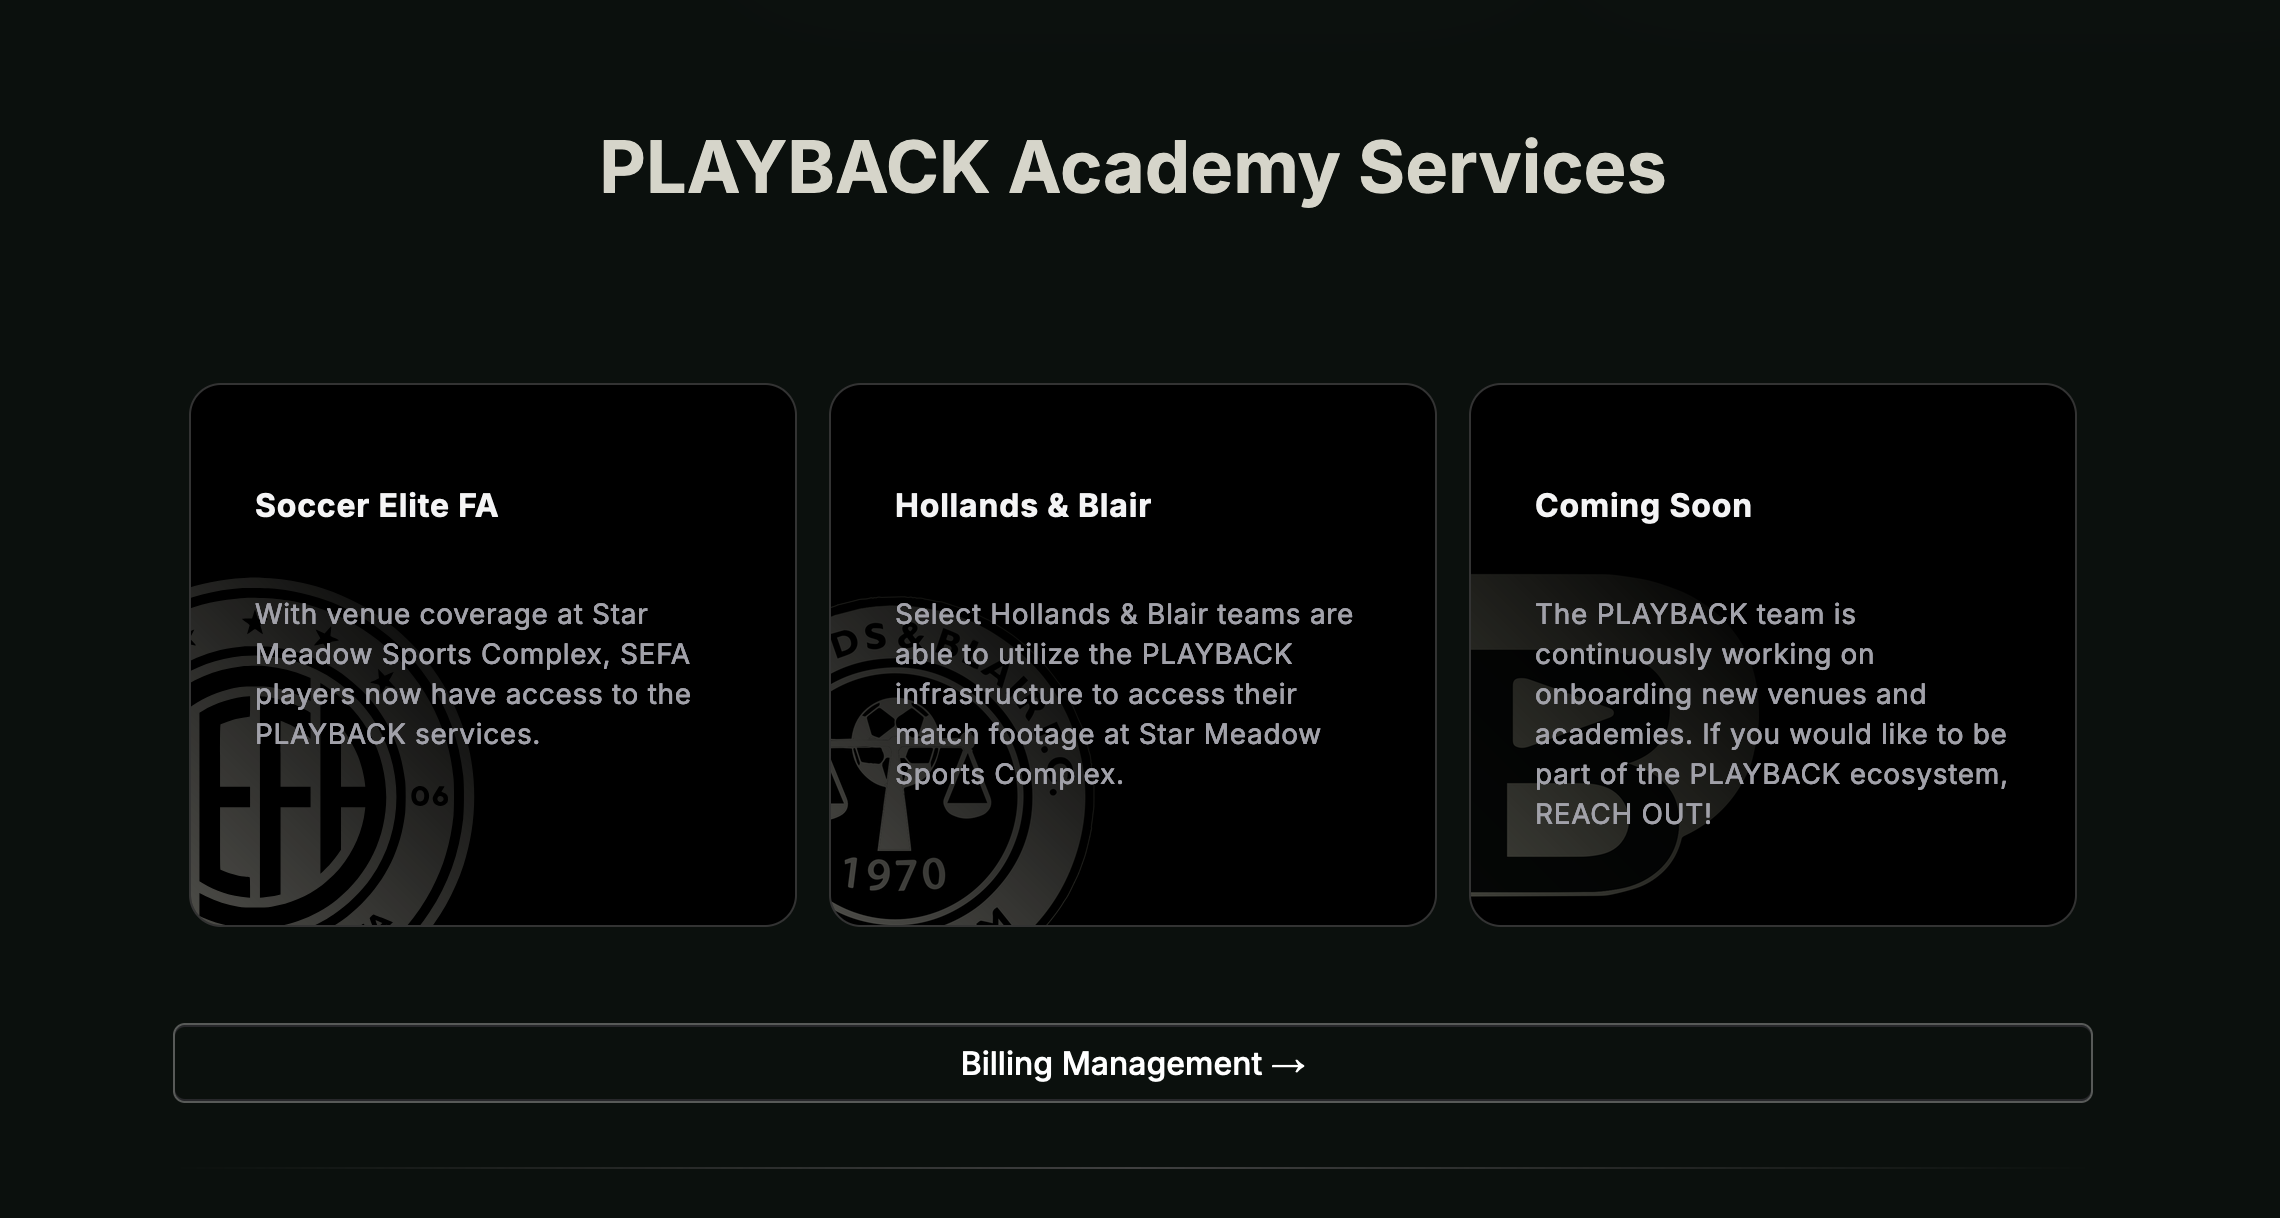 PLAYBACK Academy Services
Soccer Elite FA
With venue coverage at Star
Meadow Sports Complex, SEFA
players now have access to the
PLAYBACK services.
06
Hollands & Blair
Select Hollands & Blair teams are
able to utilize the PLAYBACK
infrastructure to access their
match footage at Star Meadow
Sports Complex.
DS & BLAIR
1970
Coming Soon
The PLAYBACK team is
continuously working on
onboarding new venues and
academies. If you would like to be
part of the PLAYBACK ecosystem,
REACH OUT!
B
Billing Management →